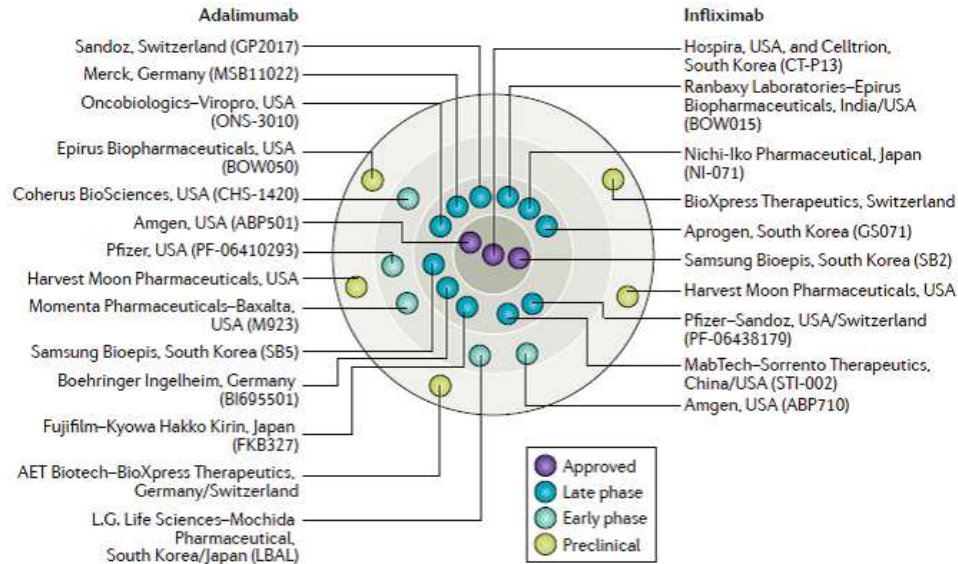 Adalimumab
Sandoz, Switzerland (GP2017)
Merck, Germany (MSB11022)
Oncobiologics–Viropro, USA
(ONS-3010)
Epirus Biopharmaceuticals, USA
(BOW050)
Coherus BioSciences, USA (CHS-1420)
Amgen, USA (ABP501)
Pfizer, USA (PF-06410293)
Harvest Moon Pharmaceuticals, USA
Momenta Pharmaceuticals–Baxalta,
USA (M923)
Samsung Bioepis, South Korea (SB5)
Boehringer Ingelheim, Germany
(BI695501)
Fujifilm–Kyowa Hakko Kirin, Japan
(FKB327)
AET Biotech–BioXpress Therapeutics,
Germany/Switzerland
L.G. Life Sciences–Mochida
Pharmaceutical,
South Korea/Japan (LBAL)
Infliximab
Hospira, USA, and Celltrion,
South Korea (CT-P13)
Ranbaxy Laboratories–Epirus
Biopharmaceuticals, India/USA
(BOW015)
Nichi-Iko Pharmaceutical, Japan
(NI-071)
BioXpress Therapeutics, Switzerland
Aprogen, South Korea (GS071)
Samsung Bioepis, South Korea (SB2)
Harvest Moon Pharmaceuticals, USA
Pfizer–Sandoz, USA/Switzerland
(PF-06438179)
MabTech–Sorrento Therapeutics,
China/USA (STI-002)
Amgen, USA (ABP710)
Approved
Late phase
Early phase
Preclinical